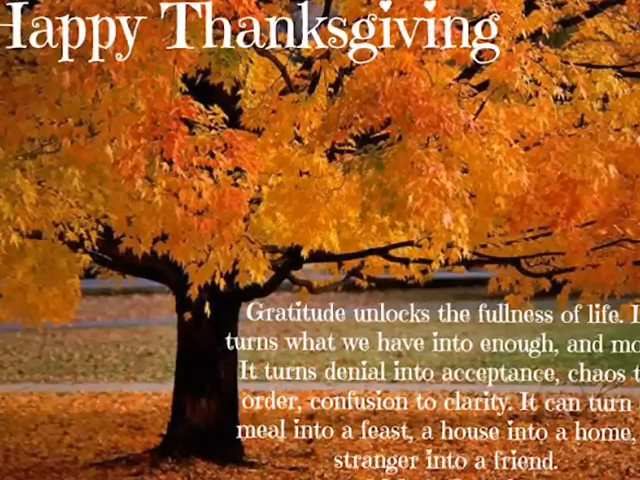 Happy Thanksgiving
Gratitude unlocks the fullness of life. I
turns what we have into enough, and mo
It turns denial into acceptance, chaos t
order, confusion to clarity. It can turn
meal into a feast, a house into a home,
stranger into a friend.